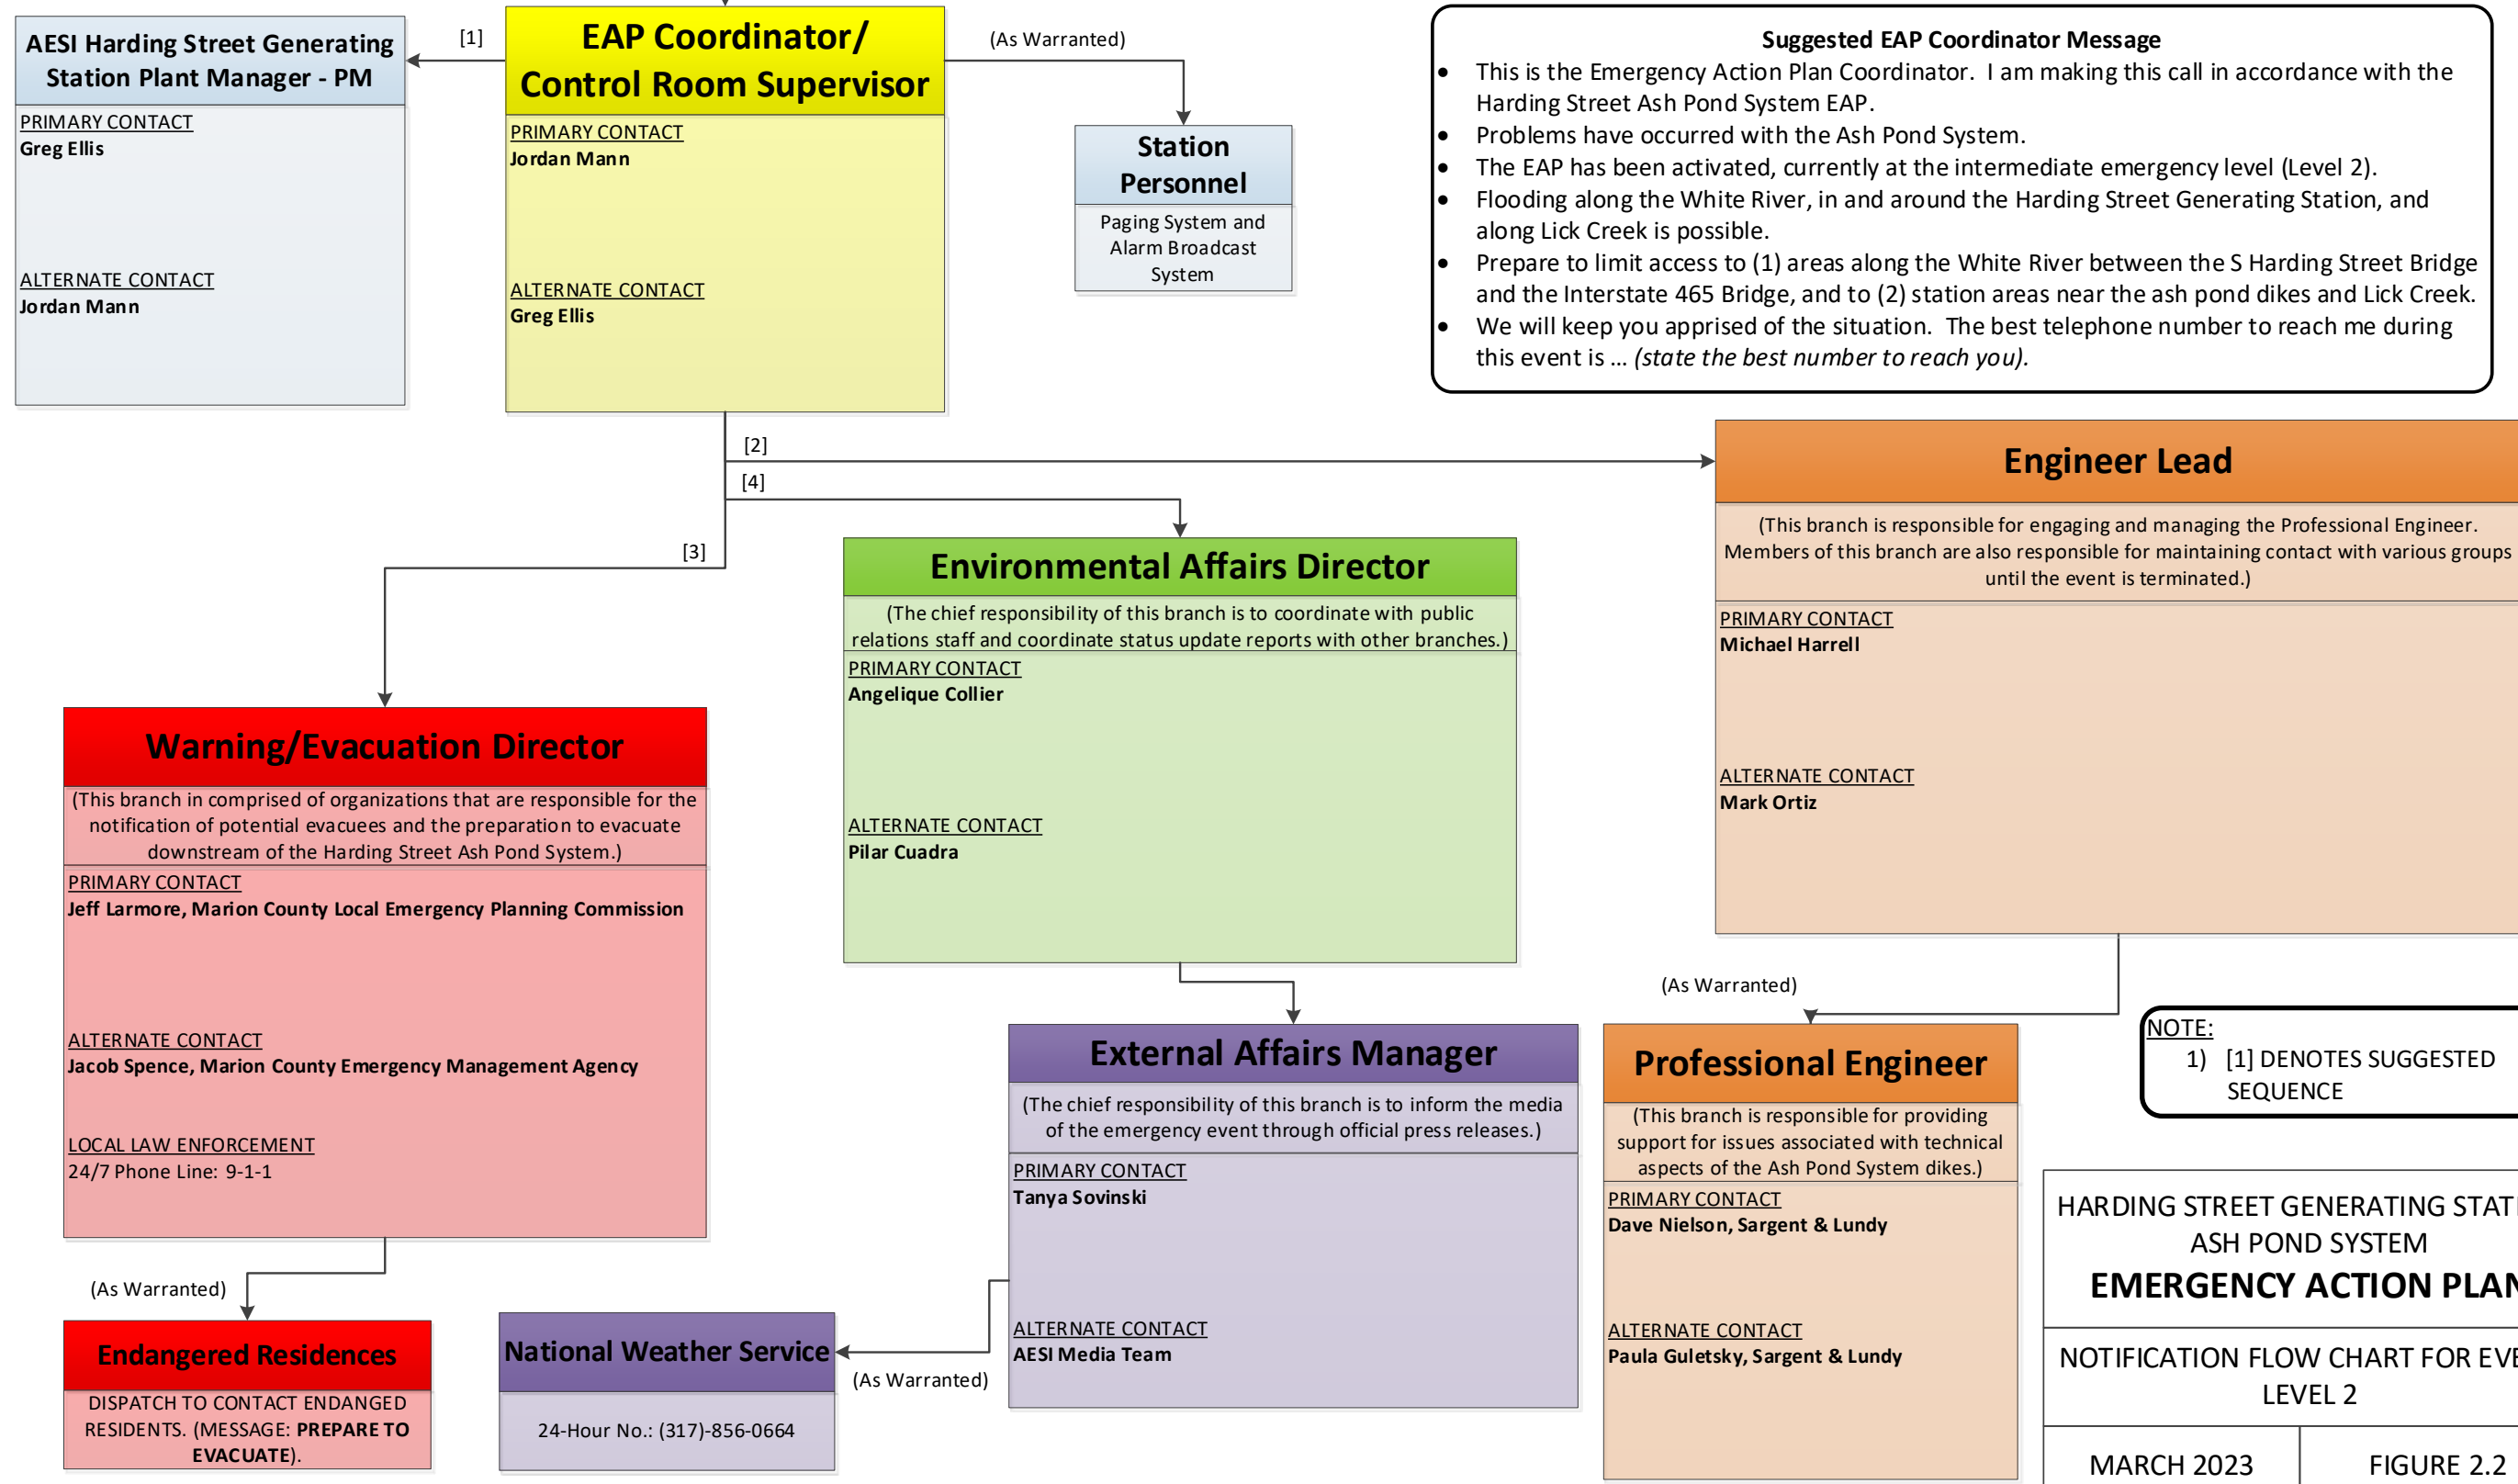 AESI Harding Street Generating
Station Plant Manager - PM
PRIMARY CONTACT
Greg Ellis
ALTERNATE CONTACT
Jordan Mann
[1]
EAP Coordinator/
Control Room Supervisor
PRIMARY CONTACT
Jordan Mann
ALTERNATE CONTACT
Greg Ellis
(As Warranted)
Station
Personnel
Paging System and
Alarm Broadcast
System
Suggested EAP Coordinator Message
• This is the Emergency Action Plan Coordinator. I am making this call in accordance with the
Harding Street Ash Pond System EAP.
• Problems have occurred with the Ash Pond System.
• The EAP has been activated, currently at the intermediate emergency level (Level 2).
• Flooding along the White River, in and around the Harding Street Generating Station, and
along Lick Creek is possible.
• Prepare to limit access to (1) areas along the White River between the S Harding Street Bridge
and the Interstate 465 Bridge, and to (2) station areas near the ash pond dikes and Lick Creek.
• We will keep you apprised of the situation. The best telephone number to reach me during
this event is ... (state the best number to reach you).
[2]
[4]
[3]
Engineer Lead
(This branch is responsible for engaging and managing the Professional Engineer.
Members of this branch are also responsible for maintaining contact with various groups
until the event is terminated.)
PRIMARY CONTACT
Michael Harrell
ALTERNATE CONTACT
Mark Ortiz
Environmental Affairs Director
(The chief responsibility of this branch is to coordinate with public
relations staff and coordinate status update reports with other branches.)
PRIMARY CONTACT
Angelique Collier
ALTERNATE CONTACT
Pilar Cuadra
Warning/Evacuation Director
(This branch in comprised of organizations that are responsible for the
notification of potential evacuees and the preparation to evacuate
downstream of the Harding Street Ash Pond System.)
PRIMARY CONTACT
Jeff Larmore, Marion County Local Emergency Planning Commission
ALTERNATE CONTACT
Jacob Spence, Marion County Emergency Management Agency
LOCAL LAW ENFORCEMENT
24/7 Phone Line: 9-1-1
(As Warranted)
Endangered Residences
DISPATCH TO CONTACT ENDANGED
RESIDENTS. (MESSAGE: PREPARE TO
EVACUATE).
External Affairs Manager
(The chief responsibility of this branch is to inform the media
of the emergency event through official press releases.)
PRIMARY CONTACT
Tanya Sovinski
ALTERNATE CONTACT
AESI Media Team
(As Warranted)
National Weather Service
24-Hour No.: (317)-856-0664
(As Warranted)
Professional Engineer
(This branch is responsible for providing
support for issues associated with technical
aspects of the Ash Pond System dikes.)
PRIMARY CONTACT
Dave Nielson, Sargent & Lundy
ALTERNATE CONTACT
Paula Guletsky, Sargent & Lundy
NOTE:
1) [1] DENOTES SUGGESTED
SEQUENCE
HARDING STREET GENERATING
ASH POND SYSTEM
EMERGENCY ACTION PLAN
NOTIFICATION FLOW CHART FOR
LEVEL 2
MARCH 2023
FIGURE 2.2